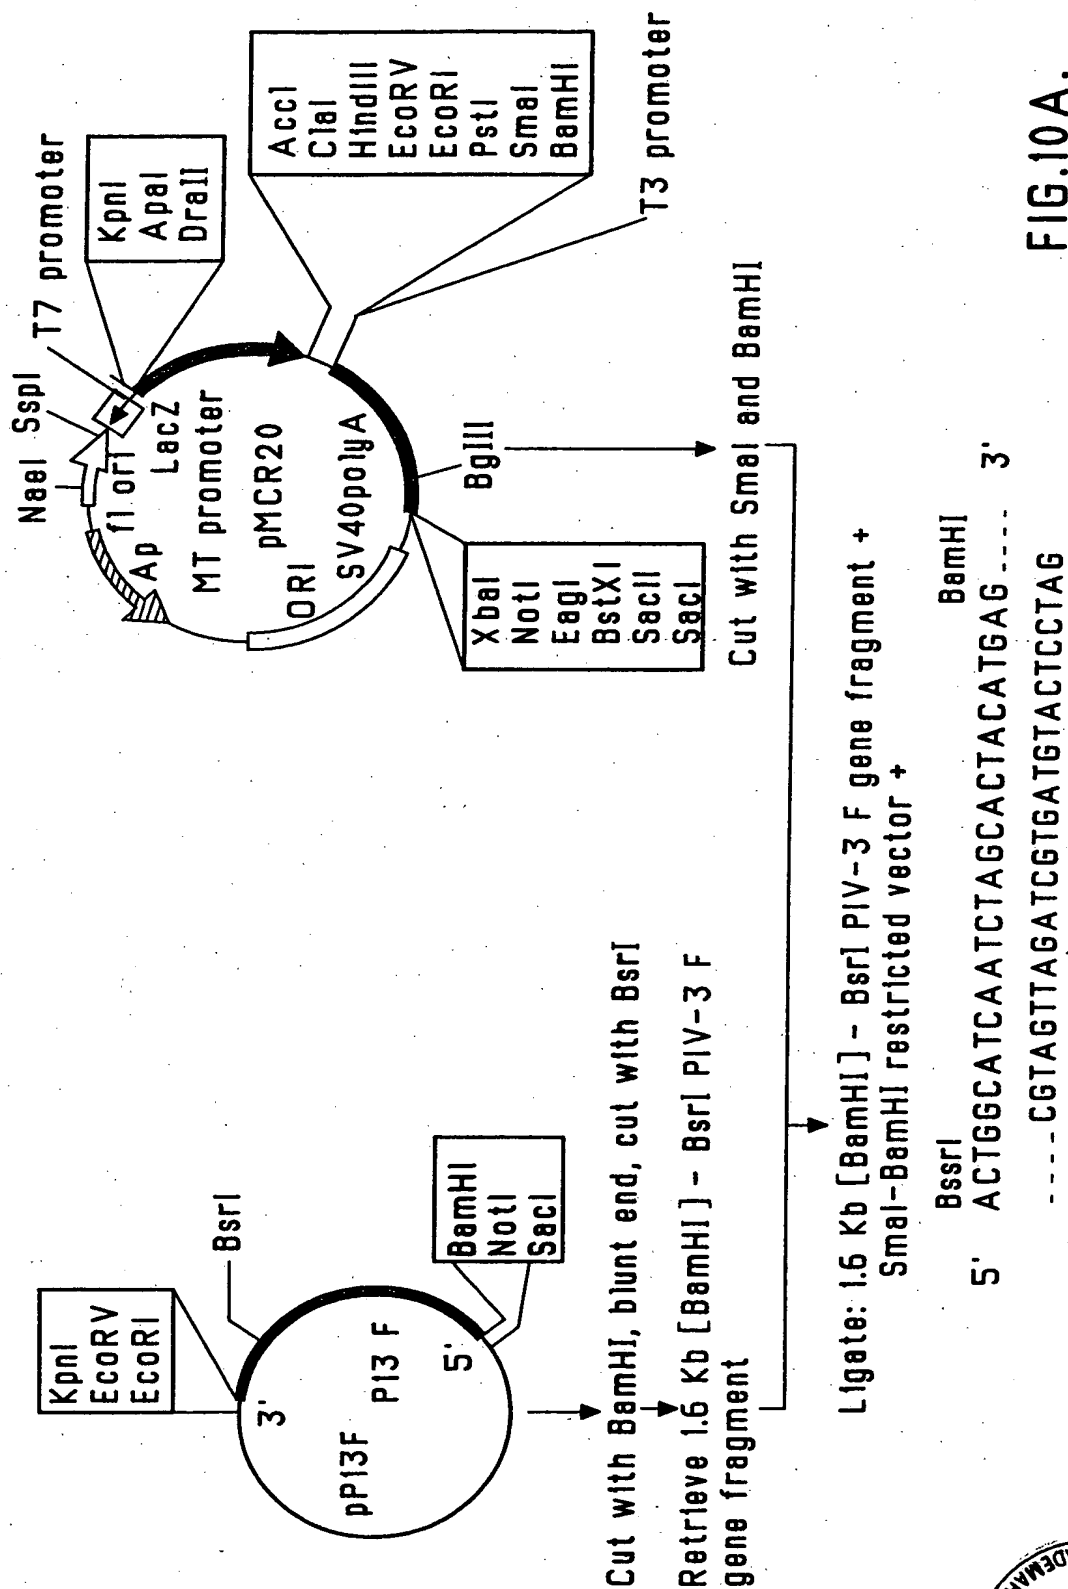 KpnI
EcoRV
EcoRI
BsrI
3'
pPI3F
PI3 F
5'
BamHI
NotI
SacI
NaeI
SspI
T7 promoter
KpnI
ApaI
DraII
f1 ori
Ap
LacZ
MT promoter
pMCR20
ORI
SV40polyA
AccI
ClaI
HindIII
EcoRV
EcoRI
PstI
SmaI
BamHI
T3 promoter
BglII
XbaI
NotI
EagI
BstXI
SacII
SacI
Cut with BamHI, blunt end, cut with BsrI
Retrieve 1.6 Kb [BamHI] - BsrI PIV-3 F
gene fragment
Cut with SmaI and BamHI
Ligate: 1.6 Kb [BamHI] - BsrI PIV-3 F gene fragment +
SmaI-BamHI restricted vector +
BssrI
BamHI
5' ACTGGCATCAATCTAGCACTACATGAG---- 3'
----CGTAGTTAGATCGTGATGTACTCCTAG
FIG.10A.